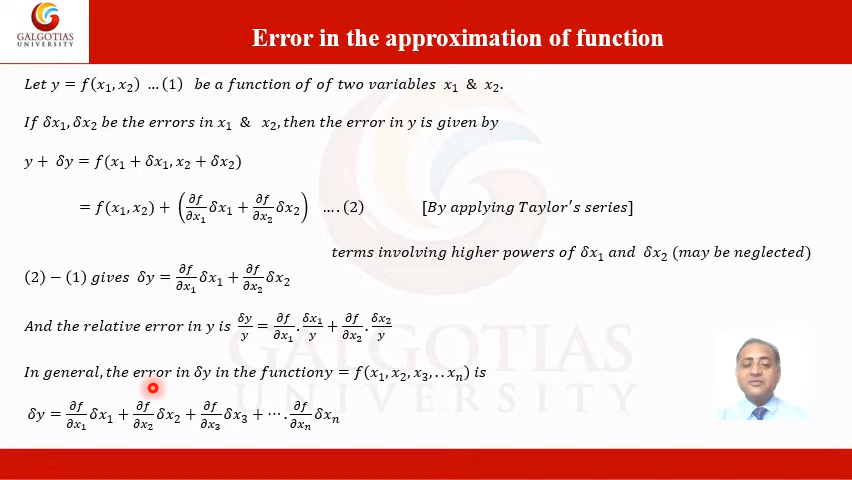 GALGOTIAS
UNIVERSITY
Error in the approximation of function
Let y = f(x₁, x₂) …(1) be a function of of two variables x₁ & x₂.
If δx₁, δx₂ be the errors in x₁ & x₂, then the error in y is given by
y + δy = f(x₁ + δx₁, x₂ + δx₂)
= f(x₁, x₂) + (∂f/∂x₁ δx₁ + ∂f/∂x₂ δx₂) ….(2) [By applying Taylor's series]
terms involving higher powers of δx₁ and δx₂ (may be neglected)
(2) − (1) gives δy = ∂f/∂x₁ δx₁ + ∂f/∂x₂ δx₂
And the relative error in y is δy/y = ∂f/∂x₁ . δx₁/y + ∂f/∂x₂ . δx₂/y
In general, the error in δy in the functiony = f(x₁, x₂, x₃, . . xₙ) is
δy = ∂f/∂x₁ δx₁ + ∂f/∂x₂ δx₂ + ∂f/∂x₃ δx₃ + ⋯ . ∂f/∂xₙ δxₙ
GALGOTIAS
UNIVERSITY